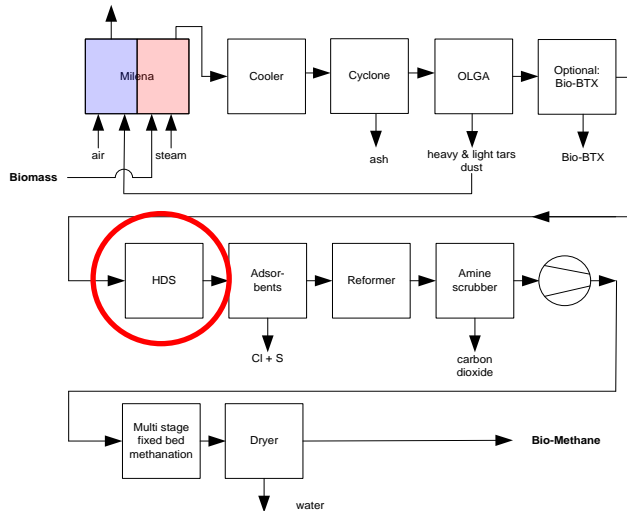 Milena
Cooler
Cyclone
OLGA
Optional:
Bio-BTX
air
steam
ash
heavy & light tars
dust
Bio-BTX
Biomass
HDS
Adsor-
bents
Reformer
Amine
scrubber
Cl + S
carbon
dioxide
Multi stage
fixed bed
methanation
Dryer
Bio-Methane
water